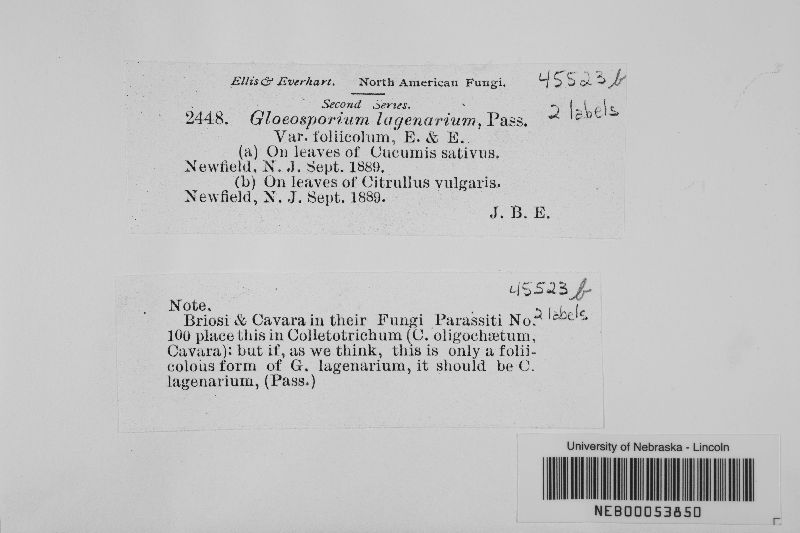 Ellis & Everhart. North American Fungi.
Second Series.
45523 b
2 labels
2448. Gloeosporium lagenarium, Pass.
Var. foliicolum, E. & E.
(a) On leaves of Cucumis sativus.
Newfield, N. J. Sept. 1889.
(b) On leaves of Citrullus vulgaris.
Newfield, N. J. Sept. 1889.
J. B. E.
45523 b
2 labels
Note.
Briosi & Cavara in their Fungi Parassiti No.
100 place this in Colletotrichum (C. oligochætum,
Cavara): but if, as we think, this is only a folii-
colous form of G. lagenarium, it should be C.
lagenarium, (Pass.)
University of Nebraska - Lincoln
NEB00053850